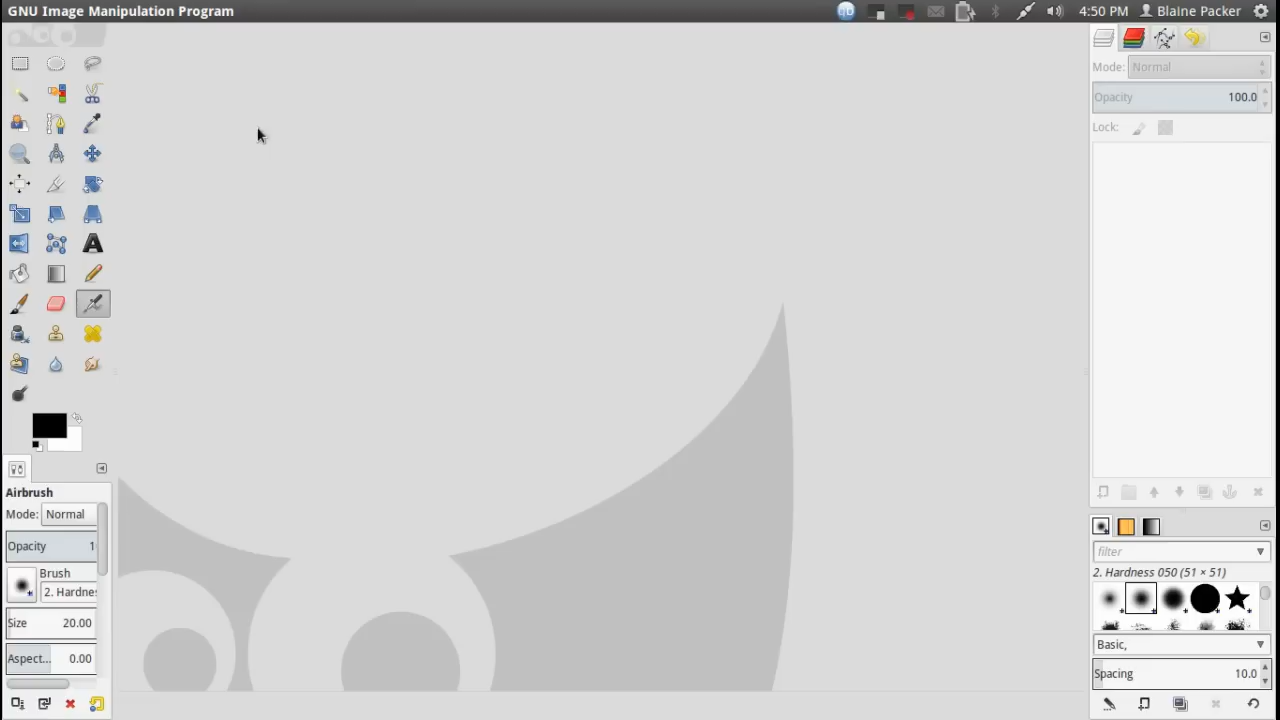 GNU Image Manipulation Program
4:50 PM Blaine Packer
Mode: Normal
Opacity 100.0
Lock:
Airbrush
Mode: Normal
Opacity 1
Brush
2. Hardnes
Size 20.00
Aspect... 0.00
filter
2. Hardness 050 (51 × 51)
Basic,
Spacing 10.0